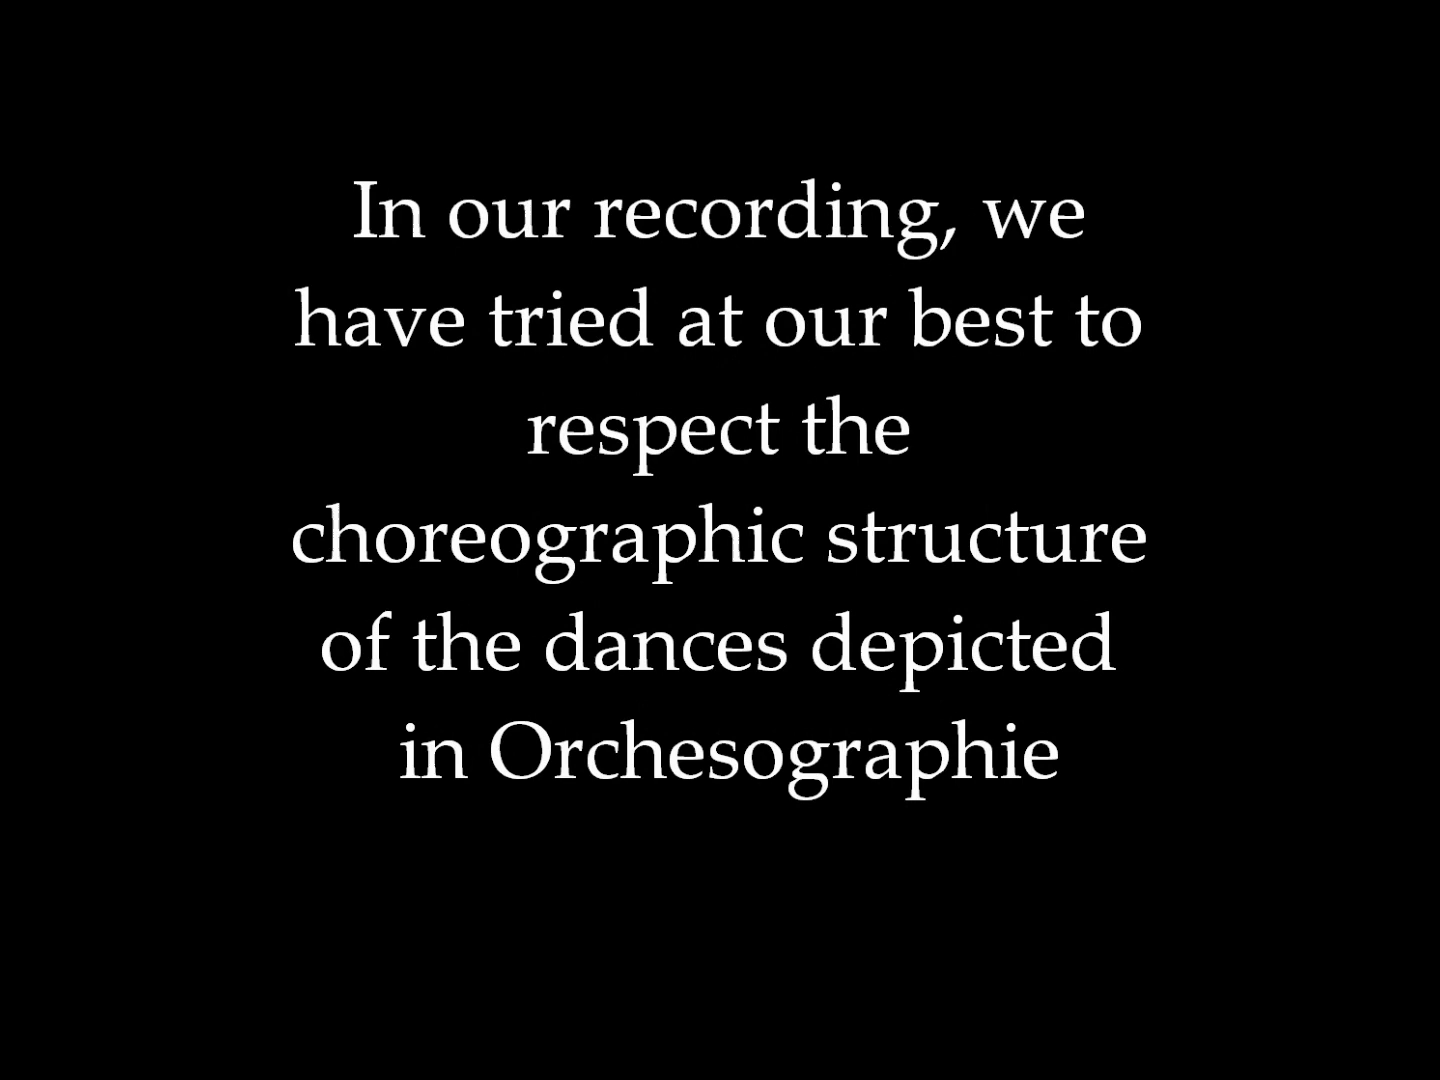 In our recording, we
have tried at our best to
respect the
choreographic structure
of the dances depicted
in Orchesographie